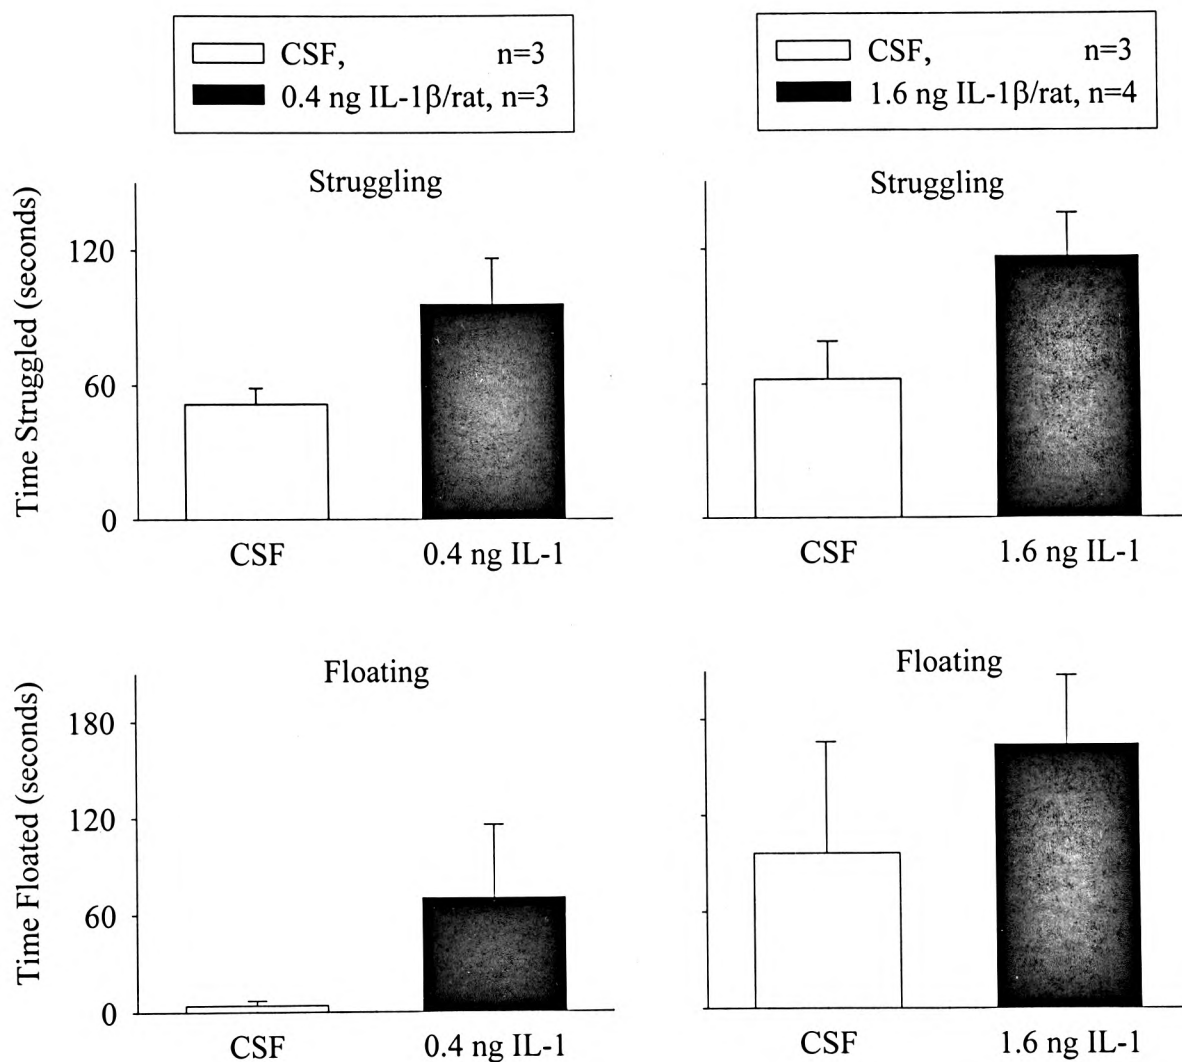 CSF, n=3
0.4 ng IL-1β/rat, n=3
CSF, n=3
1.6 ng IL-1β/rat, n=4
Struggling
Time Struggled (seconds)
120
60
0
CSF 0.4 ng IL-1
Struggling
CSF 1.6 ng IL-1
Floating
Time Floated (seconds)
180
120
60
0
CSF 0.4 ng IL-1
Floating
CSF 1.6 ng IL-1